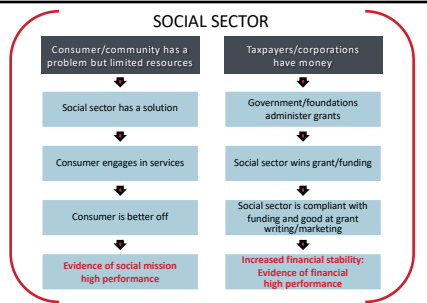 SOCIAL SECTOR
Consumer/community has a
problem but limited resources
Social sector has a solution
Consumer engages in services
Consumer is better off
Evidence of social mission
high performance
Taxpayers/corporations
have money
Government/foundations
administer grants
Social sector wins grant/funding
Social sector is compliant with
funding and good at grant
writing/marketing
Increased financial stability:
Evidence of financial
high performance